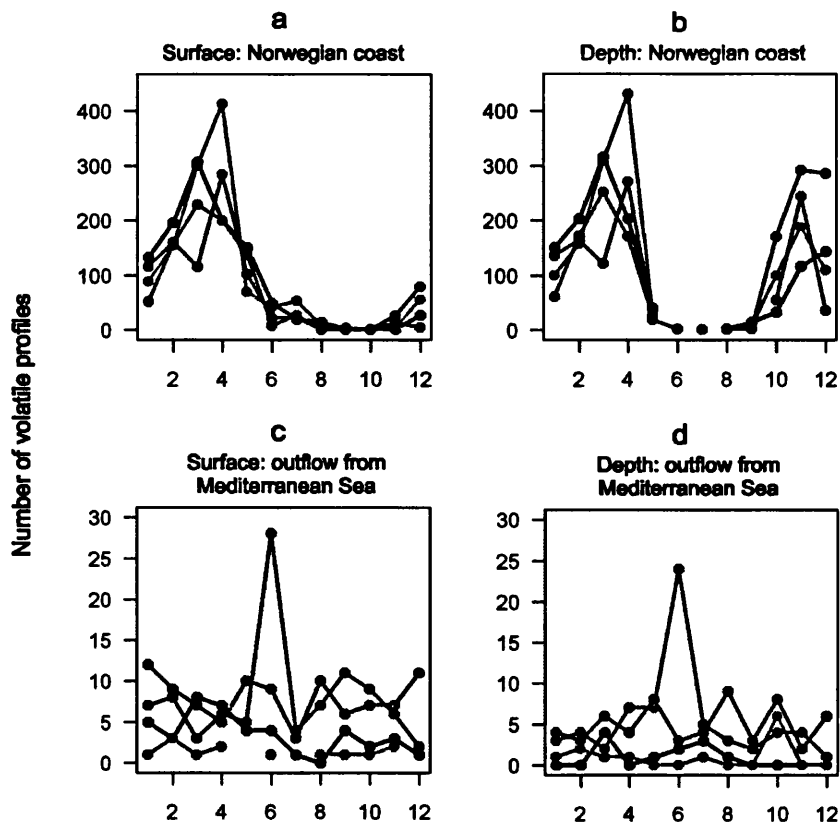 a
Surface: Norwegian coast
400
300
200
100
0
2 4 6 8 10 12
b
Depth: Norwegian coast
400
300
200
100
0
2 4 6 8 10 12
Number of volatile profiles
c
Surface: outflow from
Mediterranean Sea
30
25
20
15
10
5
0
2 4 6 8 10 12
d
Depth: outflow from
Mediterranean Sea
30
25
20
15
10
5
0
2 4 6 8 10 12